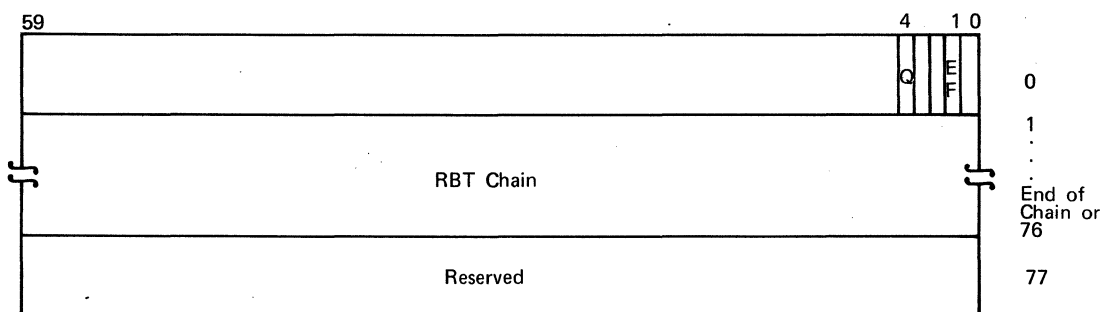 59 4 1 0
Q E
F
0
1
.
.
.
RBT Chain
End of
Chain or
76
Reserved 77